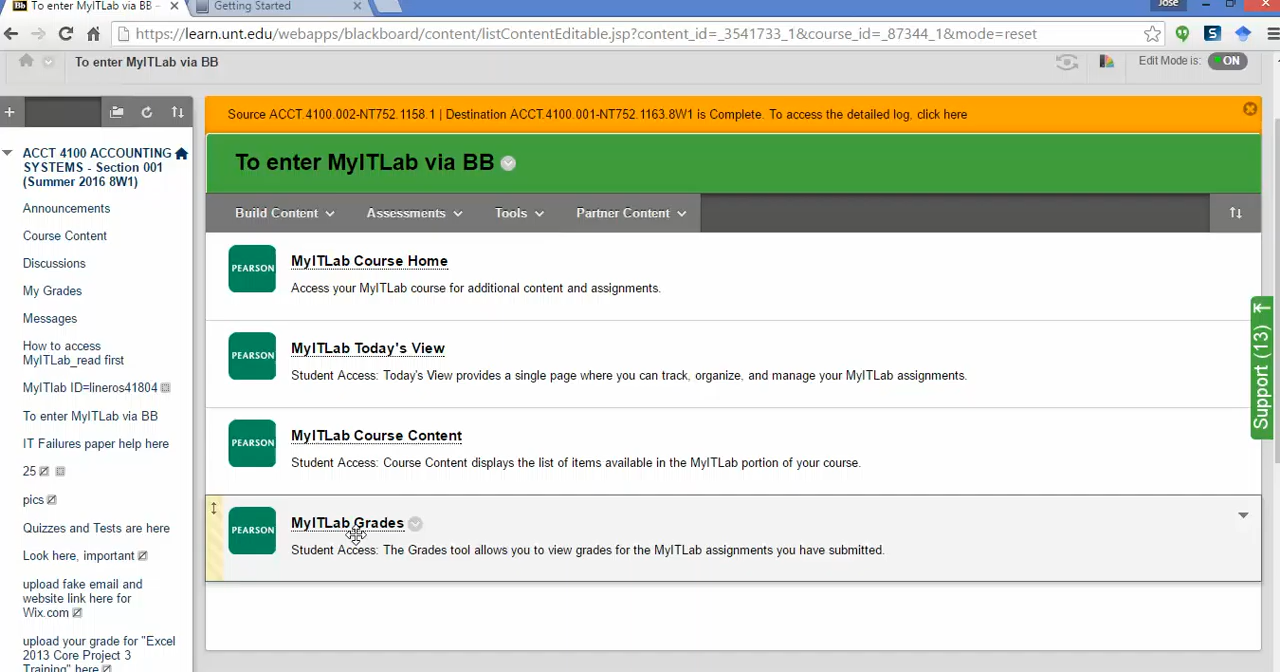 Bb To enter MyITLab via BB –
Getting Started
Jose
https://learn.unt.edu/webapps/blackboard/content/listContentEditable.jsp?content_id=_3541733_1&course_id=_87344_1&mode=reset
S
To enter MyITLab via BB
Edit Mode is: ON
Source ACCT.4100.002-NT752.1158.1 | Destination ACCT.4100.001-NT752.1163.8W1 is Complete. To access the detailed log, click here
ACCT 4100 ACCOUNTING
SYSTEMS - Section 001
(Summer 2016 8W1)
Announcements
Course Content
Discussions
My Grades
Messages
How to access
MyITLab_read first
MyITlab ID=lineros41804
To enter MyITLab via BB
IT Failures paper help here
25
pics
Quizzes and Tests are here
Look here, important
upload fake email and
website link here for
Wix.com
upload your grade for "Excel
2013 Core Project 3
Training" here
To enter MyITLab via BB
Build Content
Assessments
Tools
Partner Content
PEARSON
MyITLab Course Home
Access your MyITLab course for additional content and assignments.
PEARSON
MyITLab Today's View
Student Access: Today's View provides a single page where you can track, organize, and manage your MyITLab assignments.
PEARSON
MyITLab Course Content
Student Access: Course Content displays the list of items available in the MyITLab portion of your course.
PEARSON
MyITLab Grades
Student Access: The Grades tool allows you to view grades for the MyITLab assignments you have submitted.
Support (13)